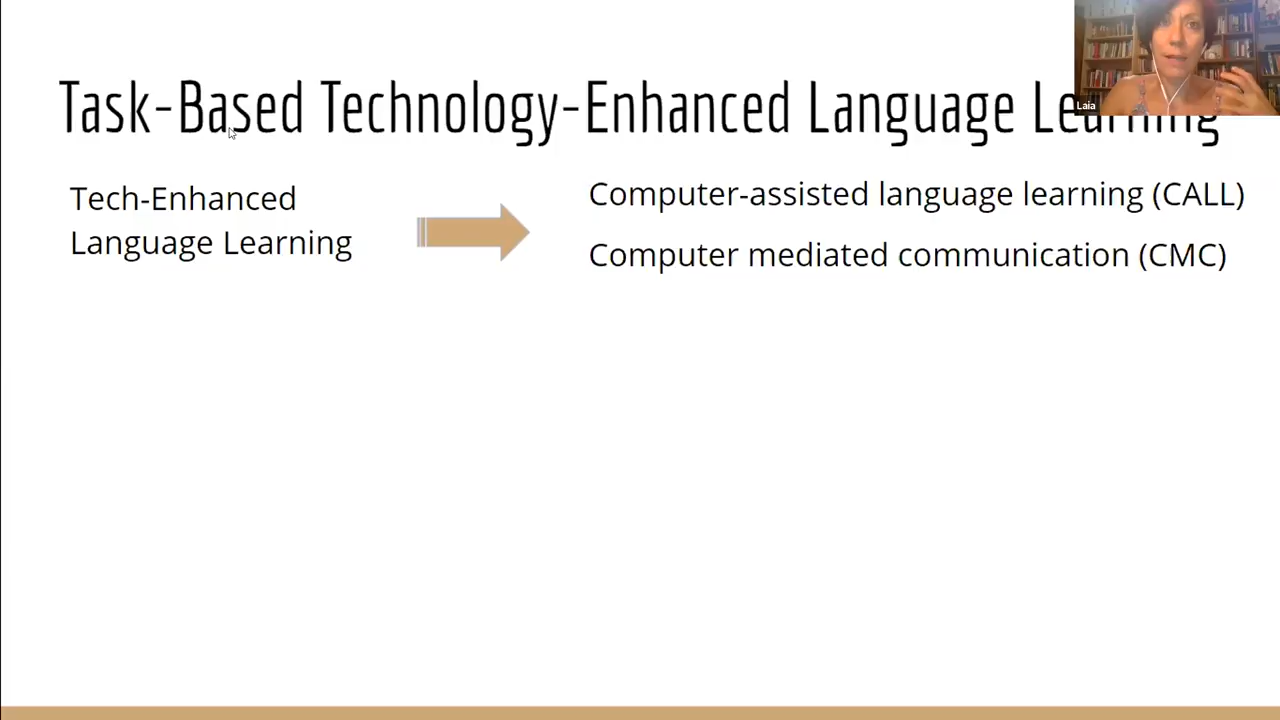 Task-Based Technology-Enhanced Language Learning
Laia
Tech-Enhanced
Language Learning
Computer-assisted language learning (CALL)
Computer mediated communication (CMC)